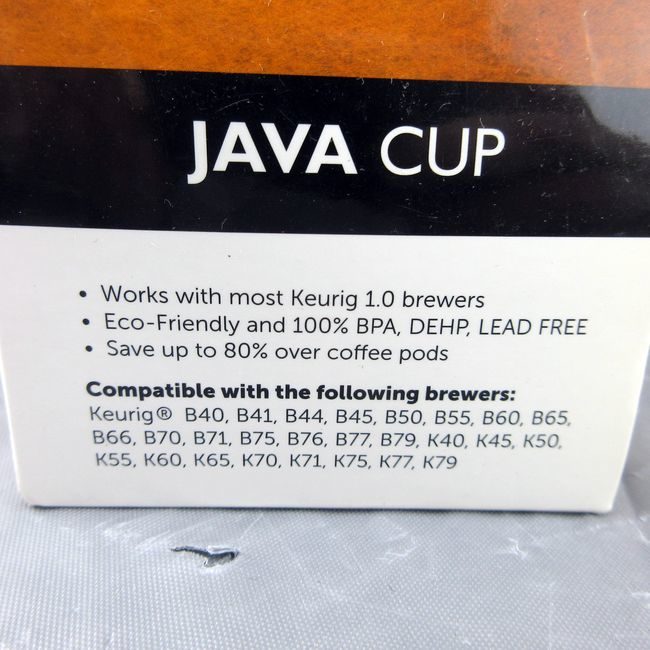 JAVA CUP
• Works with most Keurig 1.0 brewers
• Eco-Friendly and 100% BPA, DEHP, LEAD FREE
• Save up to 80% over coffee pods
Compatible with the following brewers:
Keurig® B40, B41, B44, B45, B50, B55, B60, B65,
B66, B70, B71, B75, B76, B77, B79, K40, K45, K50,
K55, K60, K65, K70, K71, K75, K77, K79